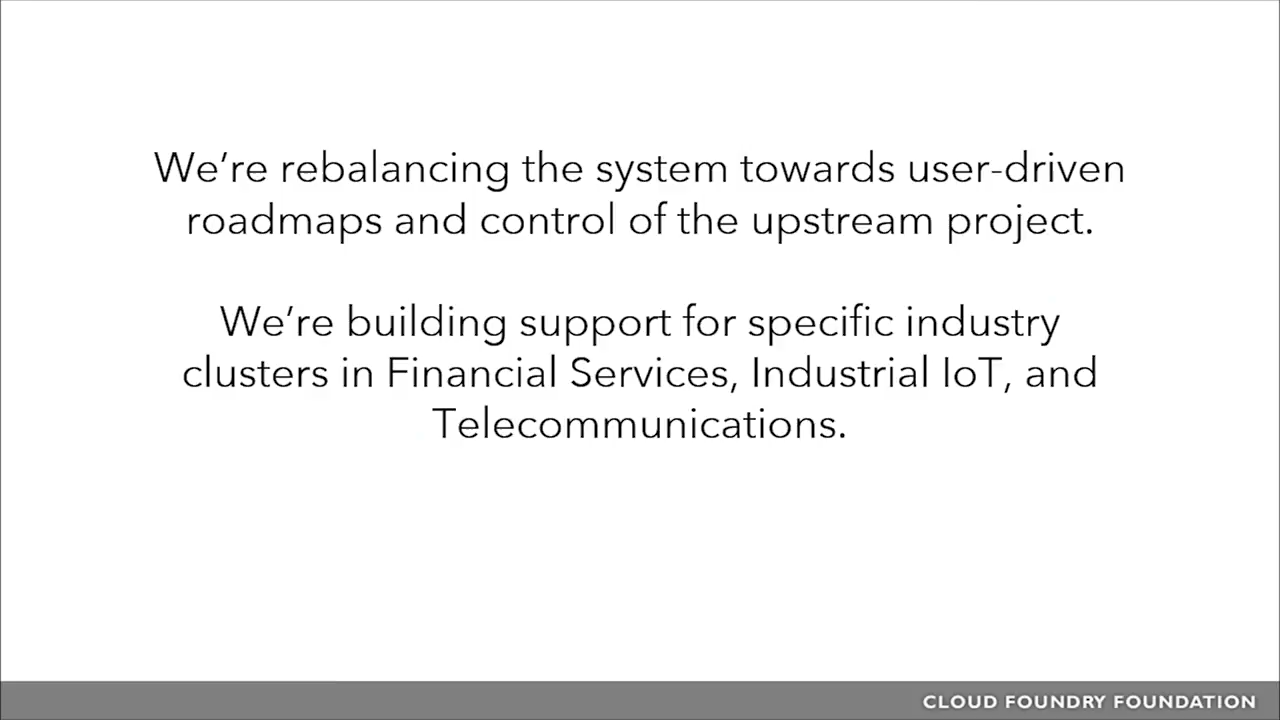 We’re rebalancing the system towards user-driven
roadmaps and control of the upstream project.
We’re building support for specific industry
clusters in Financial Services, Industrial IoT, and
Telecommunications.
CLOUD FOUNDRY FOUNDATION